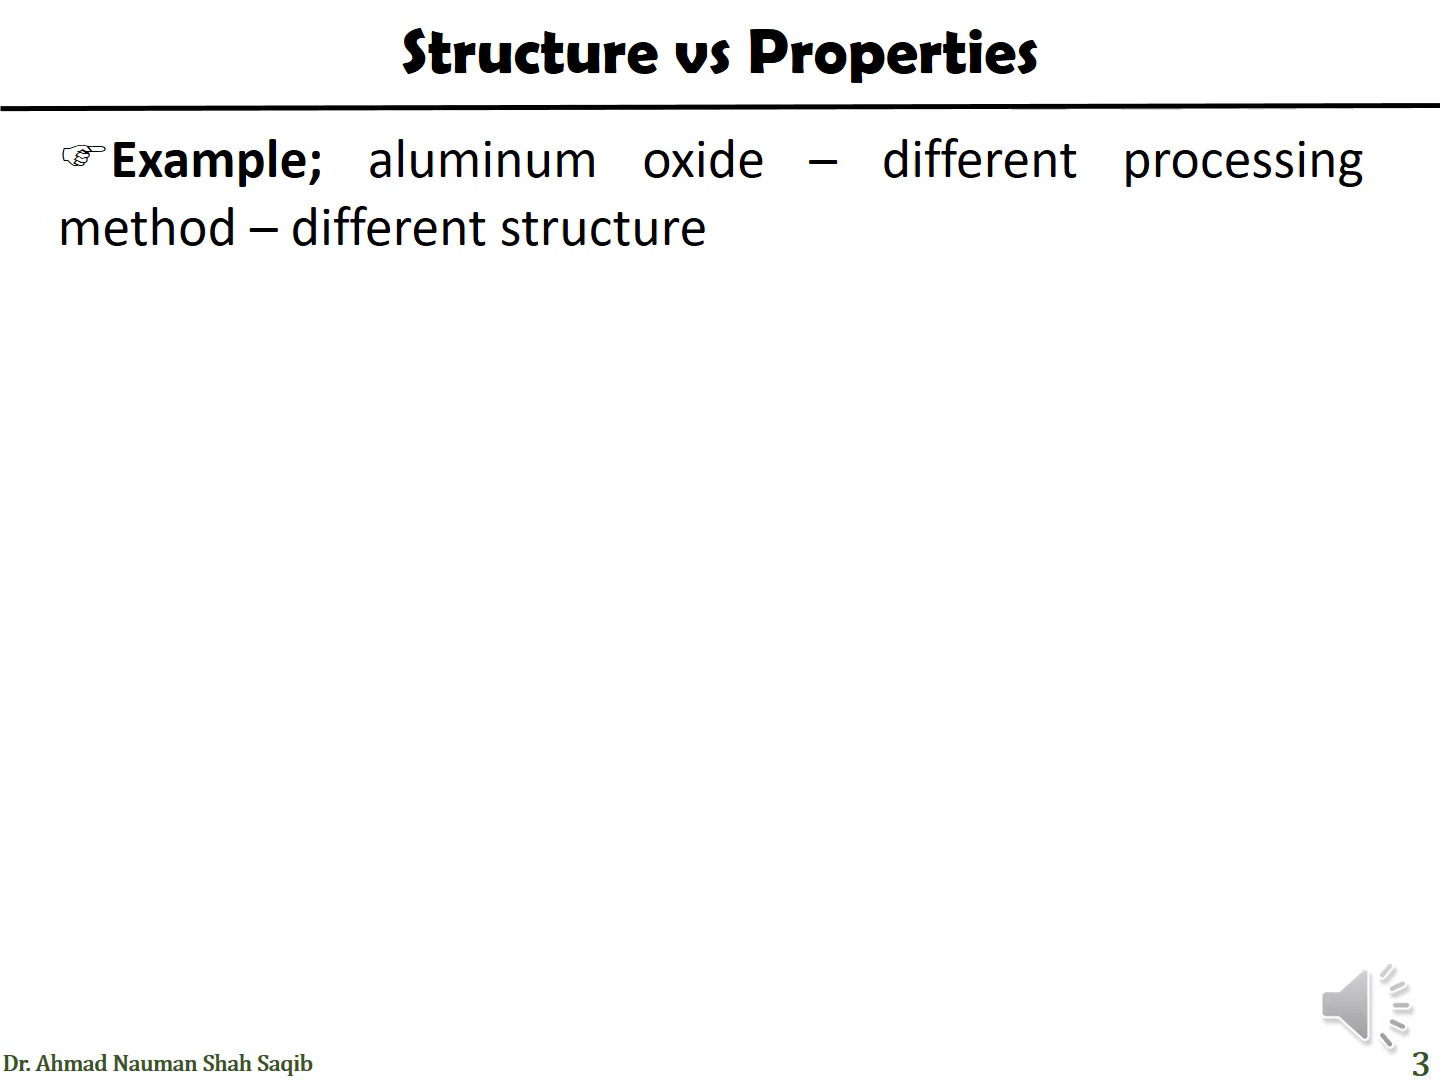 Structure vs Properties
☞Example; aluminum oxide – different processing
method – different structure
Dr. Ahmad Nauman Shah Saqib
3